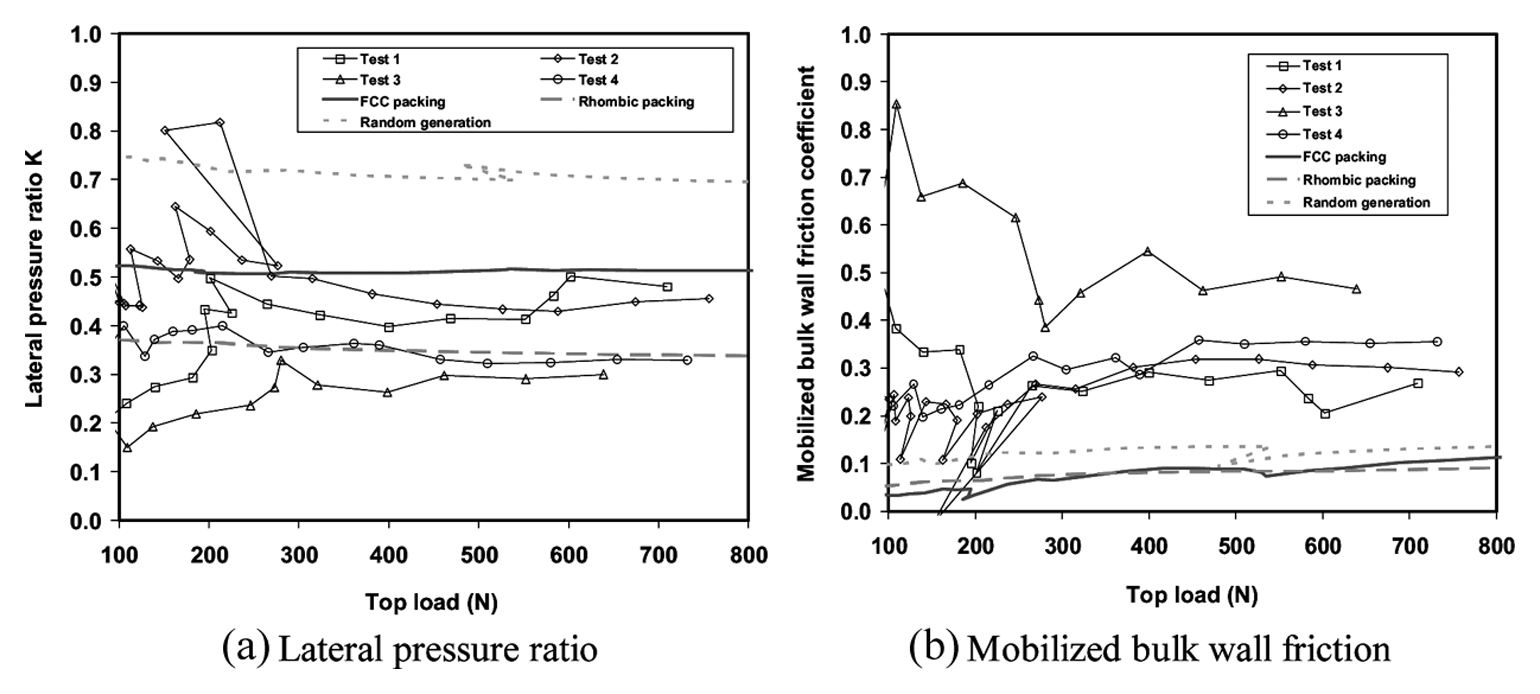 Lateral pressure ratio K
1.0
0.9
0.8
0.7
0.6
0.5
0.4
0.3
0.2
0.1
0.0
Test 1
Test 2
Test 3
Test 4
FCC packing
Rhombic packing
Random generation
100 200 300 400 500 600 700 800
Top load (N)
(a) Lateral pressure ratio
Mobilized bulk wall friction coefficient
1.0
0.9
0.8
0.7
0.6
0.5
0.4
0.3
0.2
0.1
0.0
Test 1
Test 2
Test 3
Test 4
FCC packing
Rhombic packing
Random generation
100 200 300 400 500 600 700 800
Top load (N)
(b) Mobilized bulk wall friction